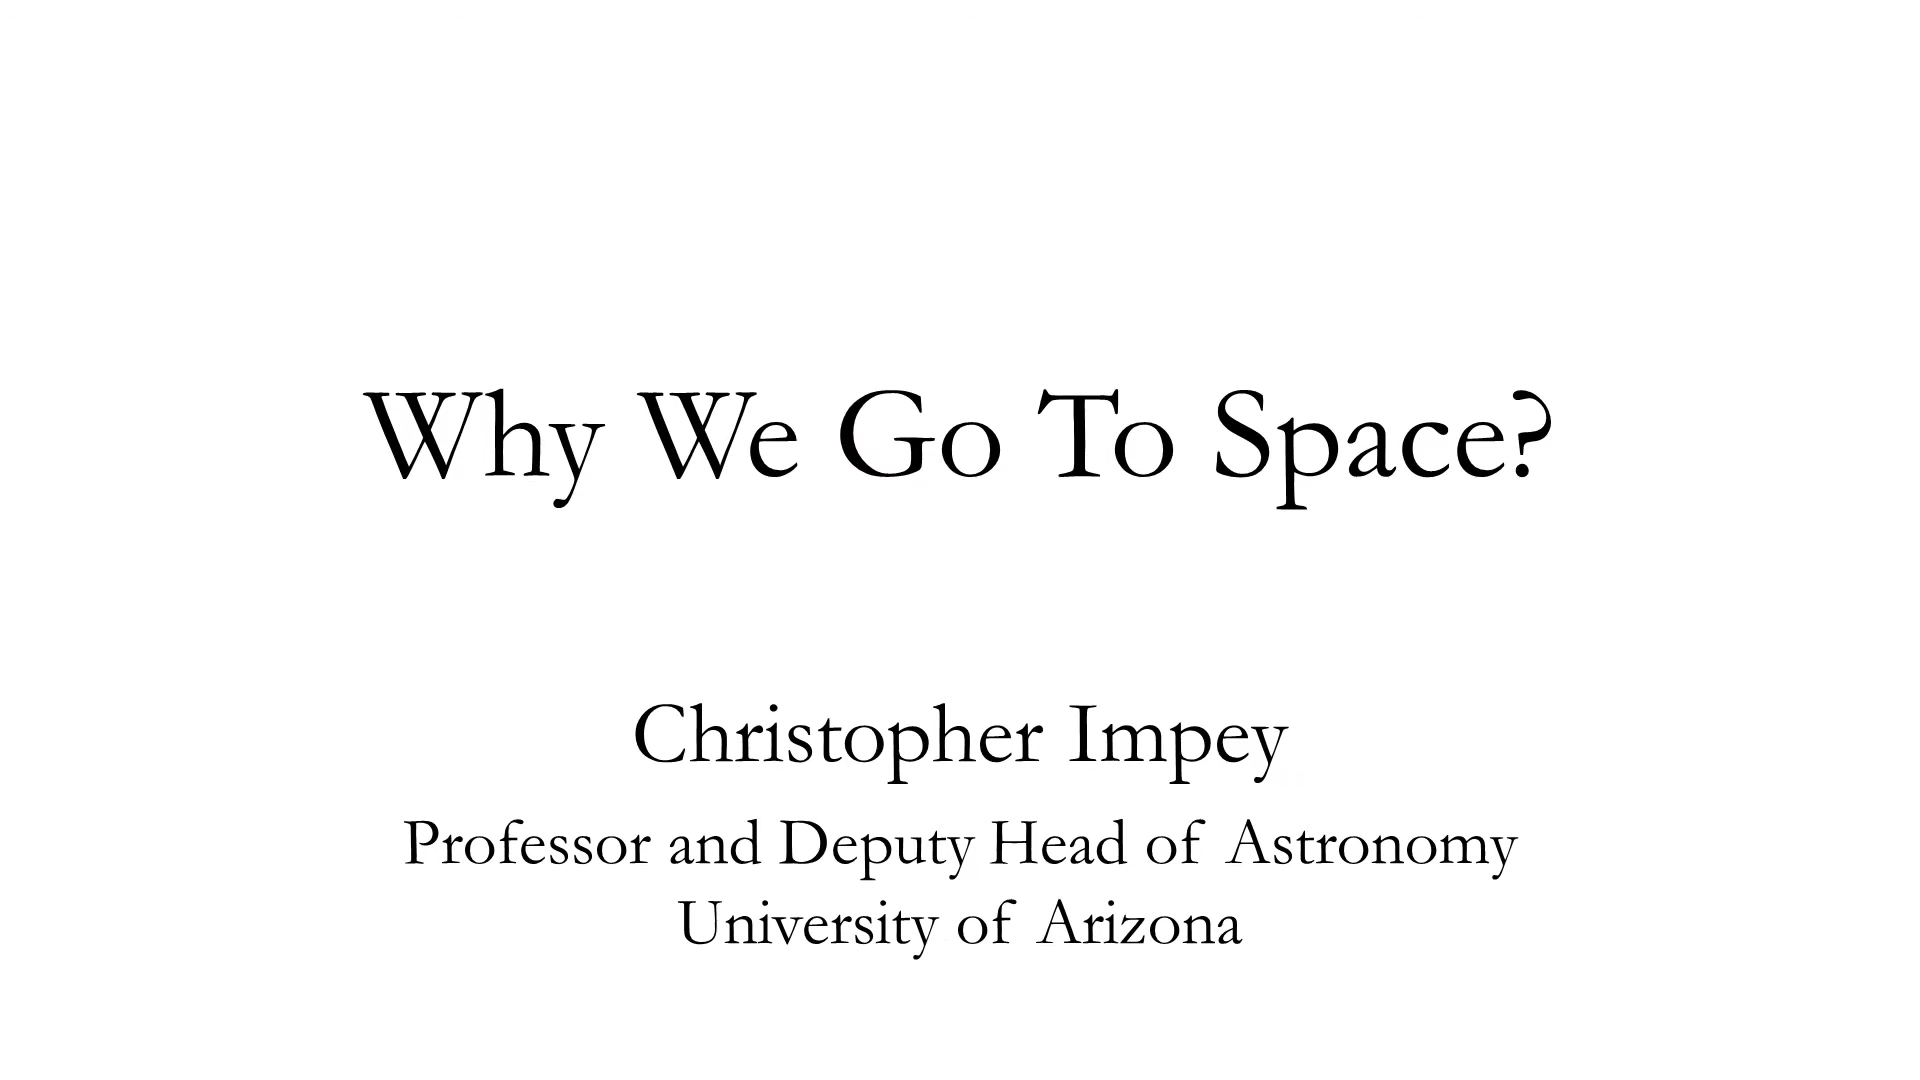 Why We Go To Space?
Christopher Impey
Professor and Deputy Head of Astronomy
University of Arizona